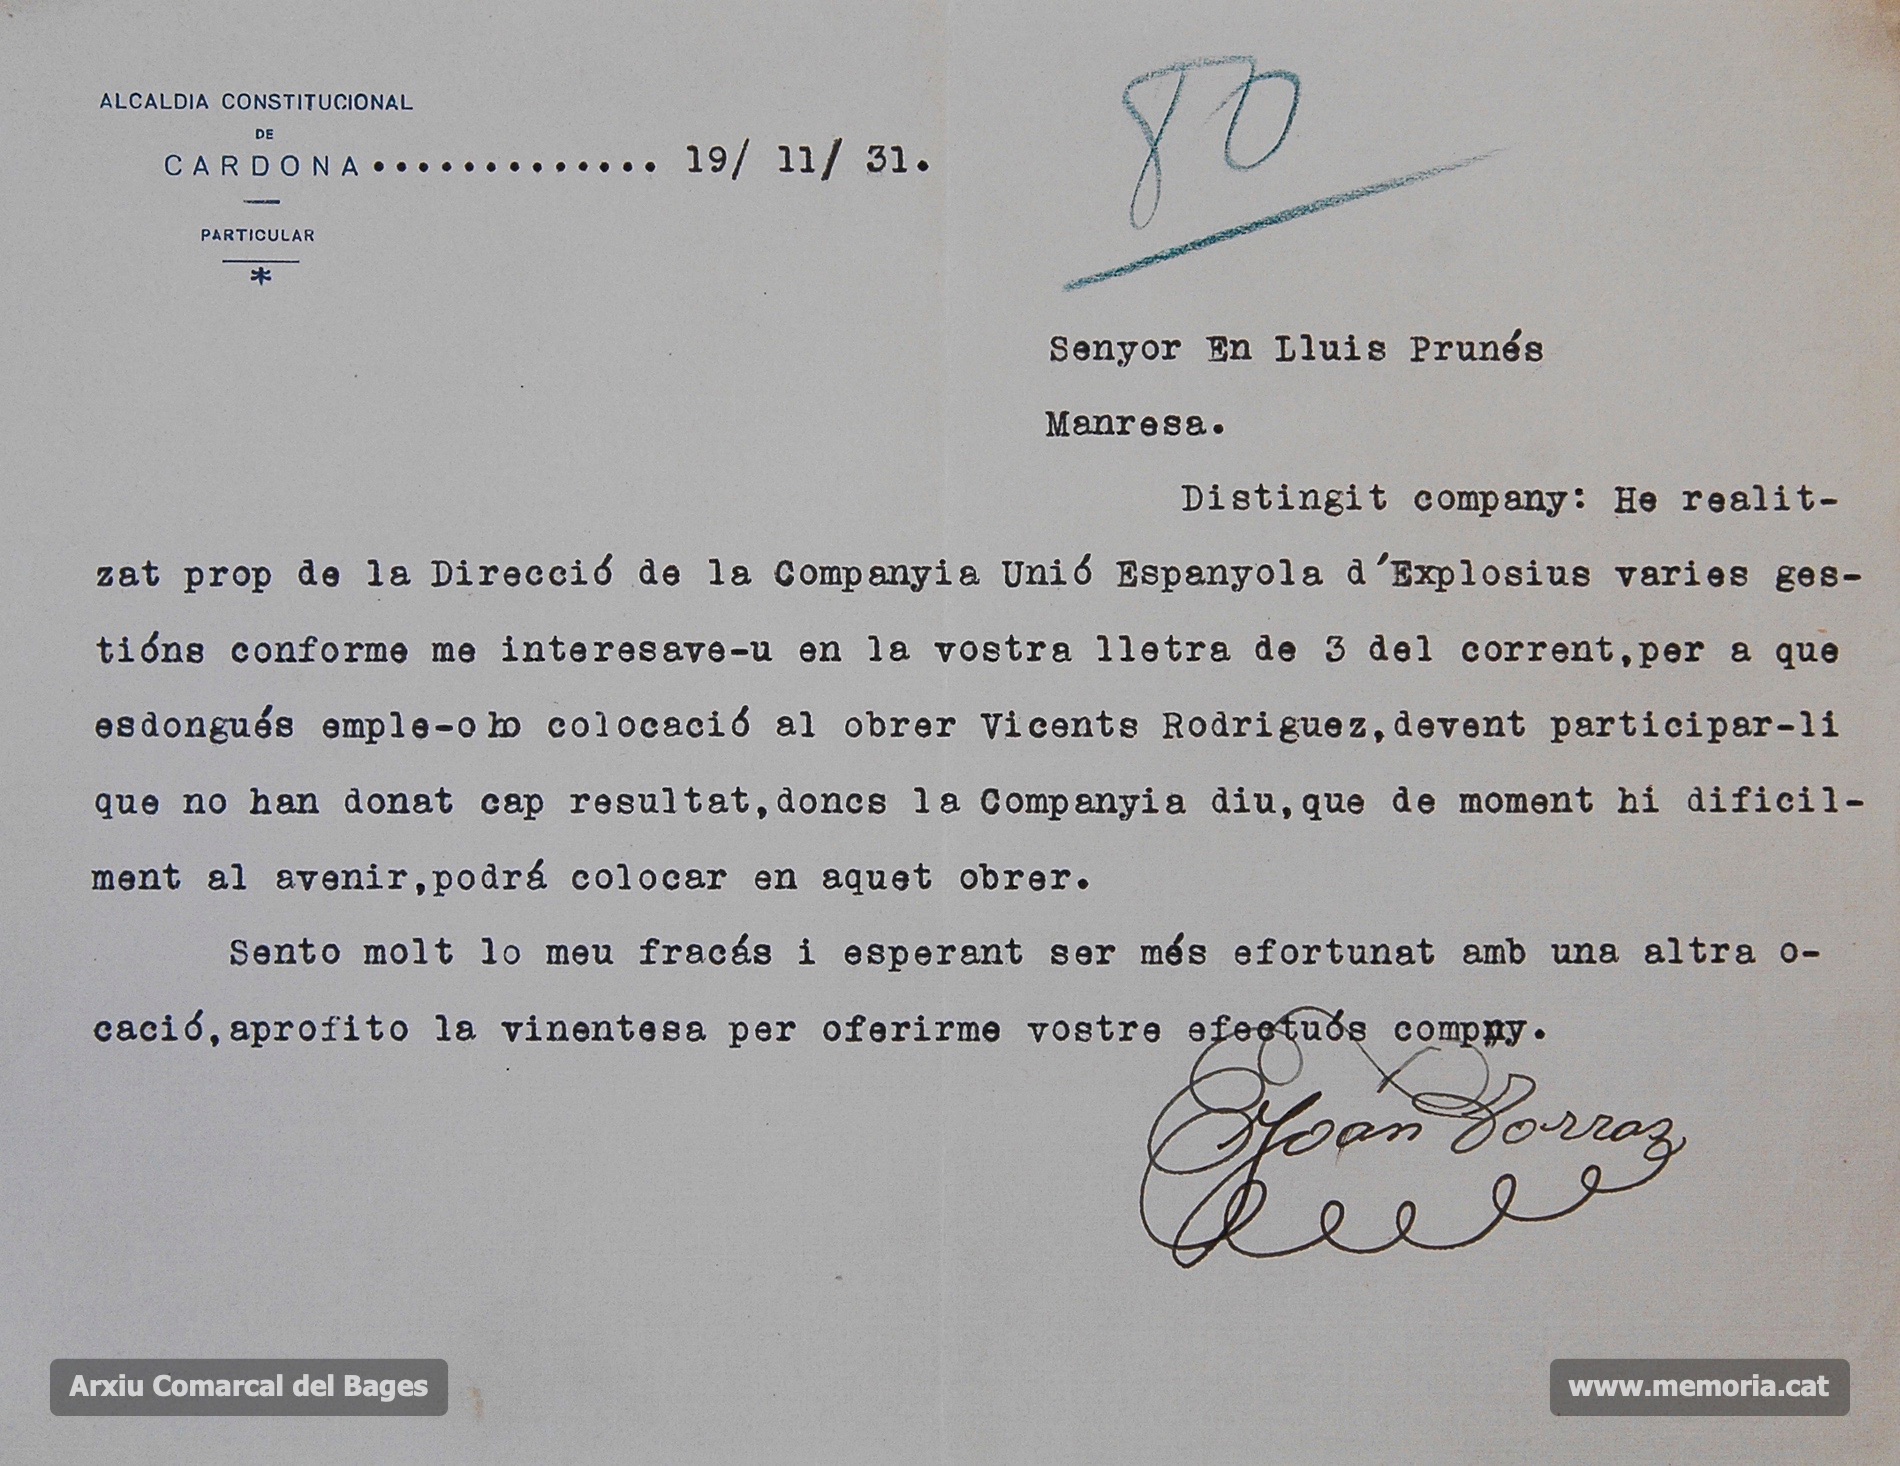 ALCALDIA CONSTITUCIONAL
DE
CARDONA............. 19/ 11/ 31.
PARTICULAR
80
Senyor En Lluis Prunés
Manresa.
Distingit company: He realit-
zat prop de la Direcció de la Companyia Unió Espanyola d'Explosius varies ges-
tións conforme me interesave-u en la vostra lletra de 3 del corrent,per a que
esdongués emple-o lo colocació al obrer Vicents Rodriguez,devent participar-li
que no han donat cap resultat,doncs la Companyia diu,que de moment hi dificil-
ment al avenir,podrá colocar en aquet obrer.
Sento molt lo meu fracás i esperant ser més efortunat amb una altra o-
cació,aprofito la vinentesa per oferirme vostre efectuós compny.
Joan
Arxiu Comarcal del Bages
www.memoria.cat